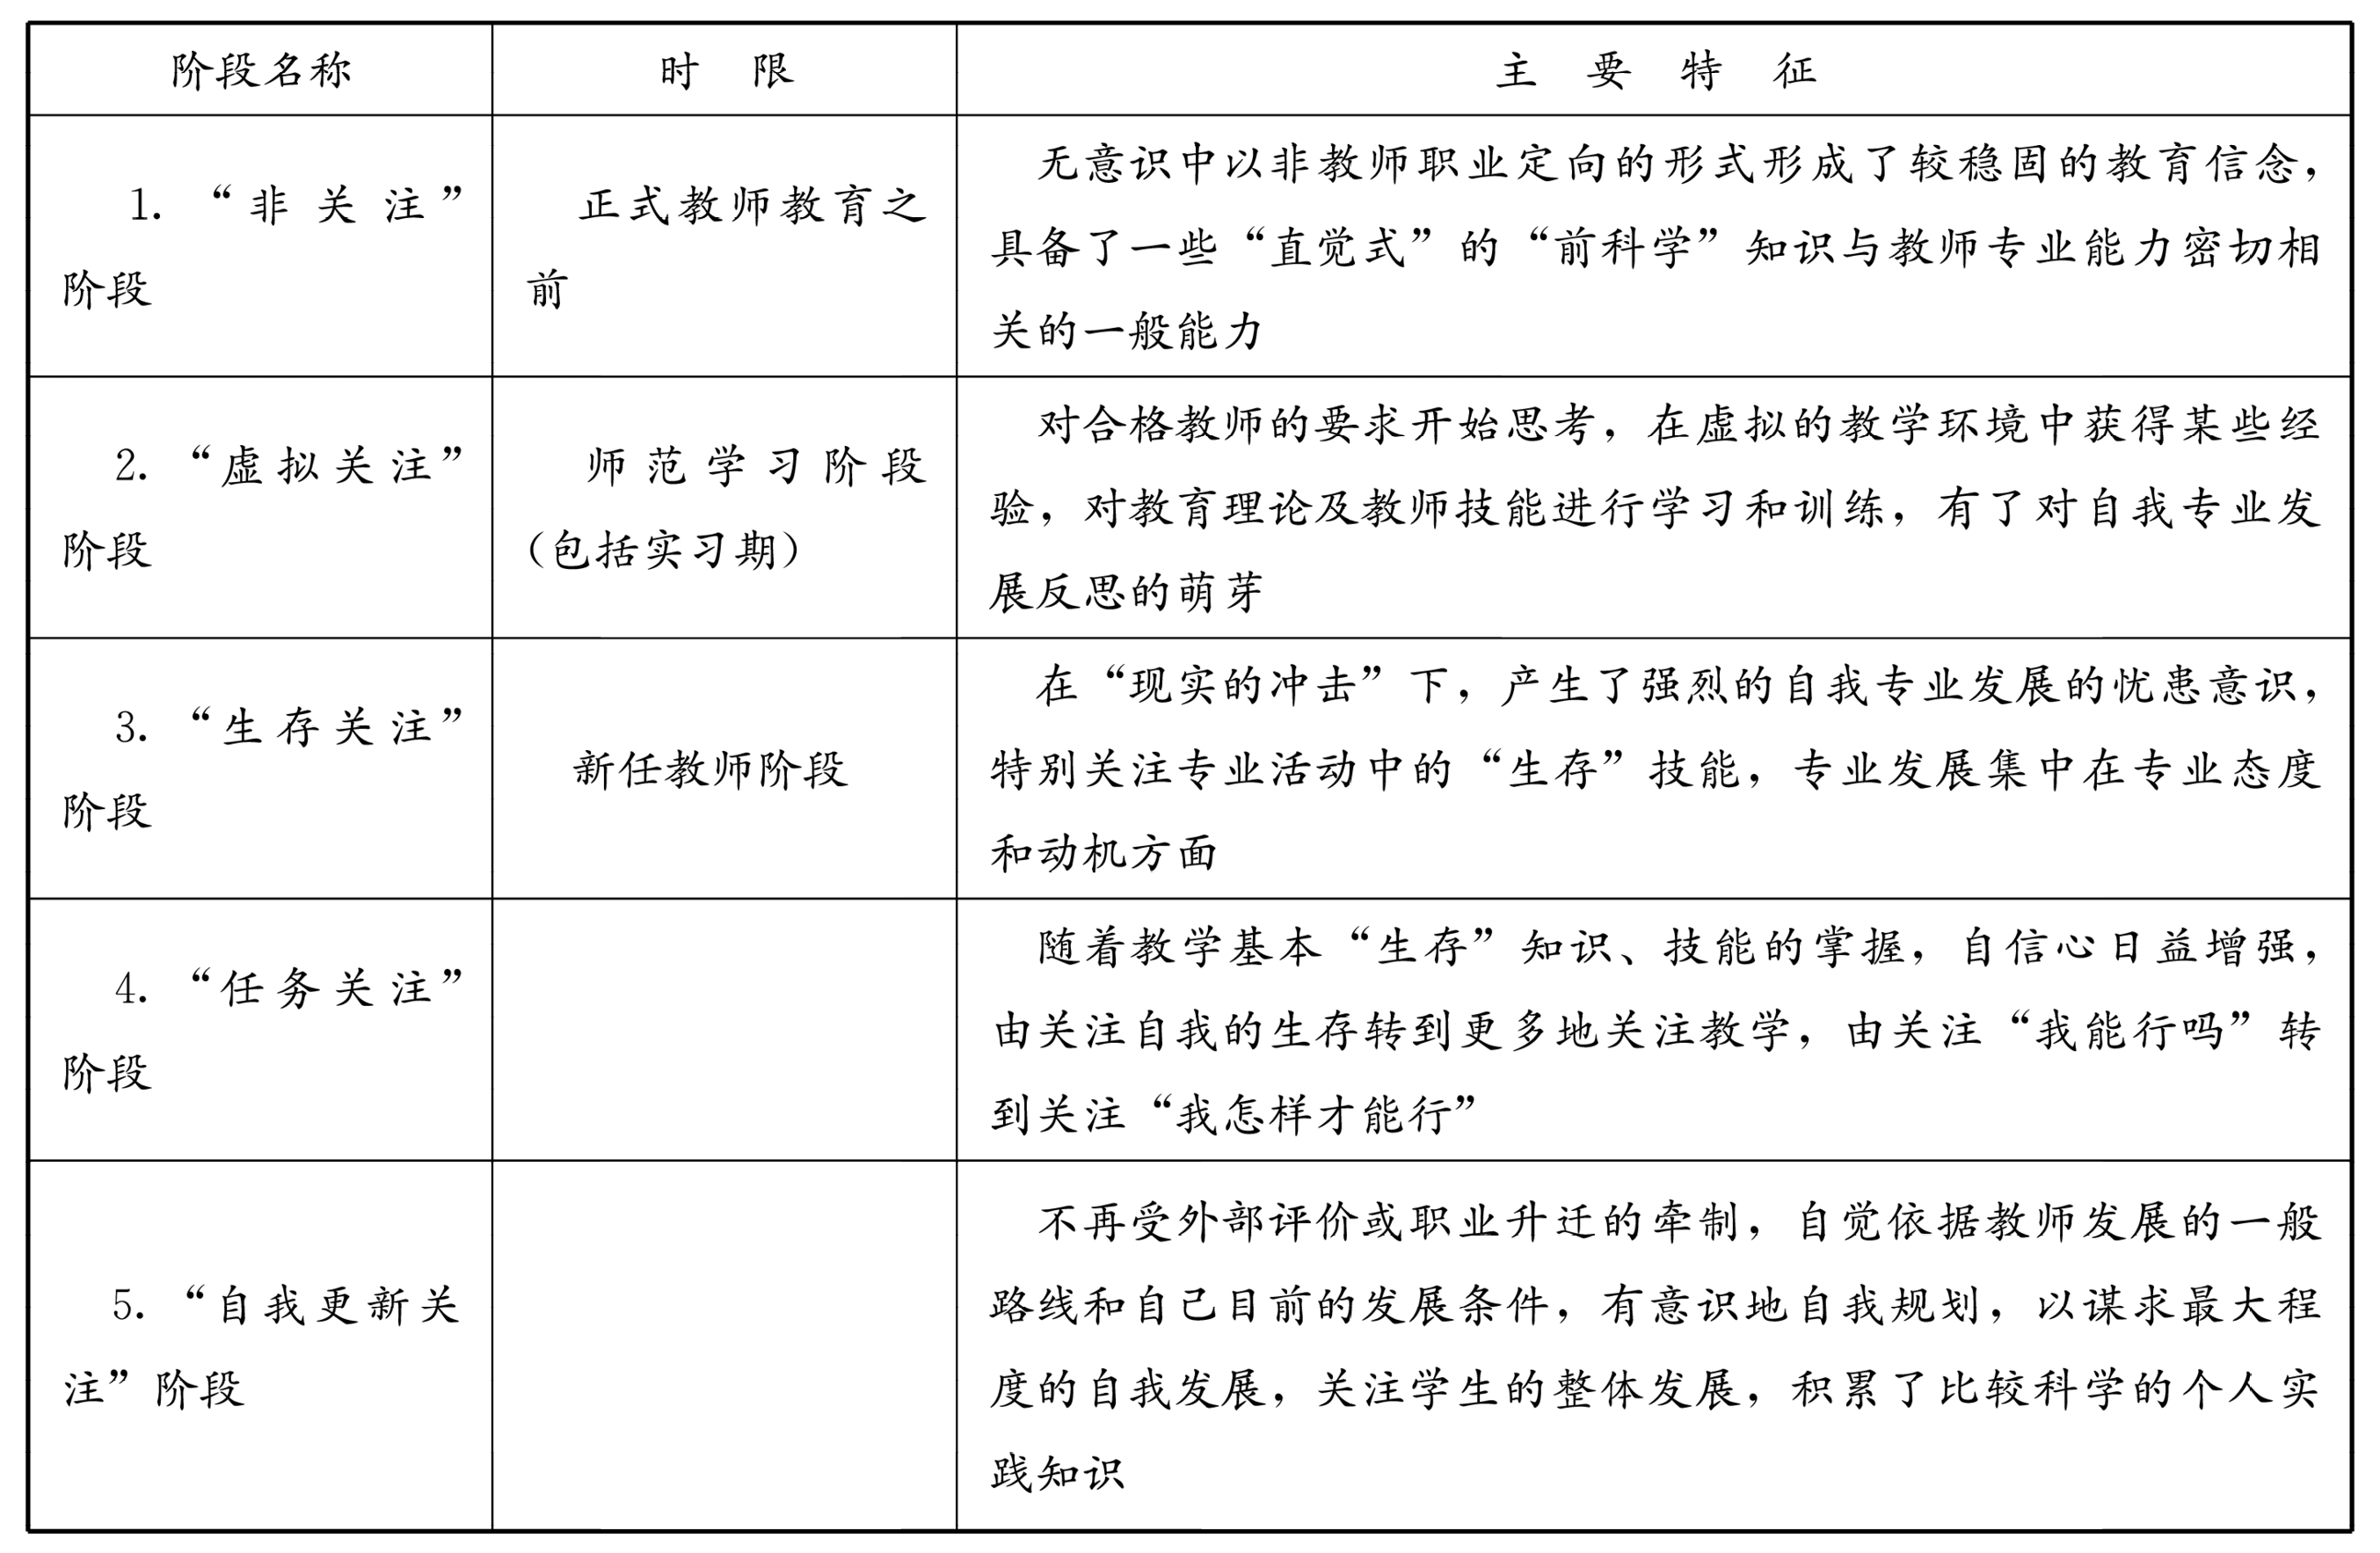 阶段名称
时 限
主 要 特 征
1. “非关注”
阶段
正式教师教育之
前
无意识中以非教师职业定向的形式形成了较稳固的教育信念，
具备了一些“直觉式”的“前科学”知识与教师专业能力密切相
关的一般能力
2. “虚拟关注”
阶段
师范学习阶段
（包括实习期）
对合格教师的要求开始思考，在虚拟的教学环境中获得某些经
验，对教育理论及教师技能进行学习和训练，有了对自我专业发
展反思的萌芽
3. “生存关注”
阶段
新任教师阶段
在“现实的冲击”下，产生了强烈的自我专业发展的忧患意识，
特别关注专业活动中的“生存”技能，专业发展集中在专业态度
和动机方面
4. “任务关注”
阶段
随着教学基本“生存”知识、技能的掌握，自信心日益增强，
由关注自我的生存转到更多地关注教学，由关注“我能行吗”转
到关注“我怎样才能行”
5. “自我更新关
注”阶段
不再受外部评价或职业升迁的牵制，自觉依据教师发展的一般
路线和自己目前的发展条件，有意识地自我规划，以谋求最大程
度的自我发展，关注学生的整体发展，积累了比较科学的个人实
践知识